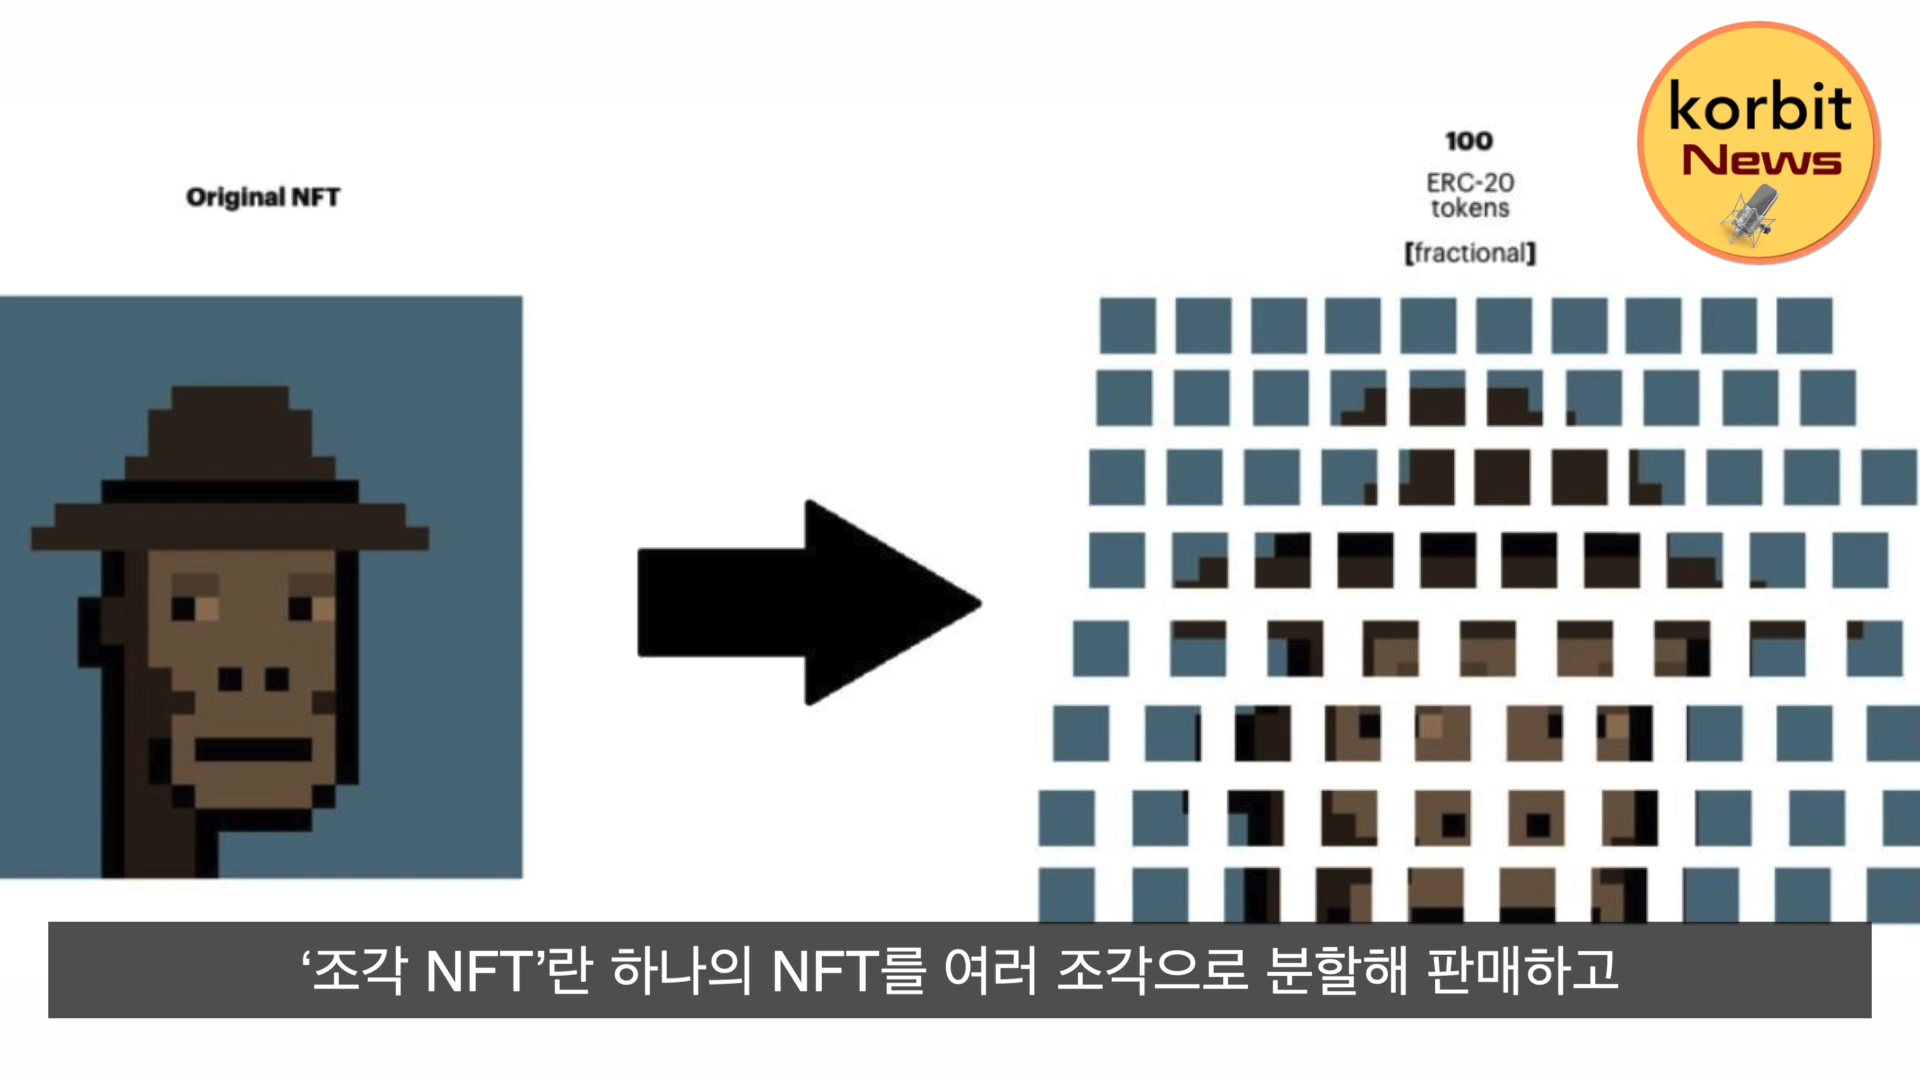 Original NFT
100
ERC-20
tokens
[fractional]
korbit
News
‘조각 NFT’란 하나의 NFT를 여러 조각으로 분할해 판매하고